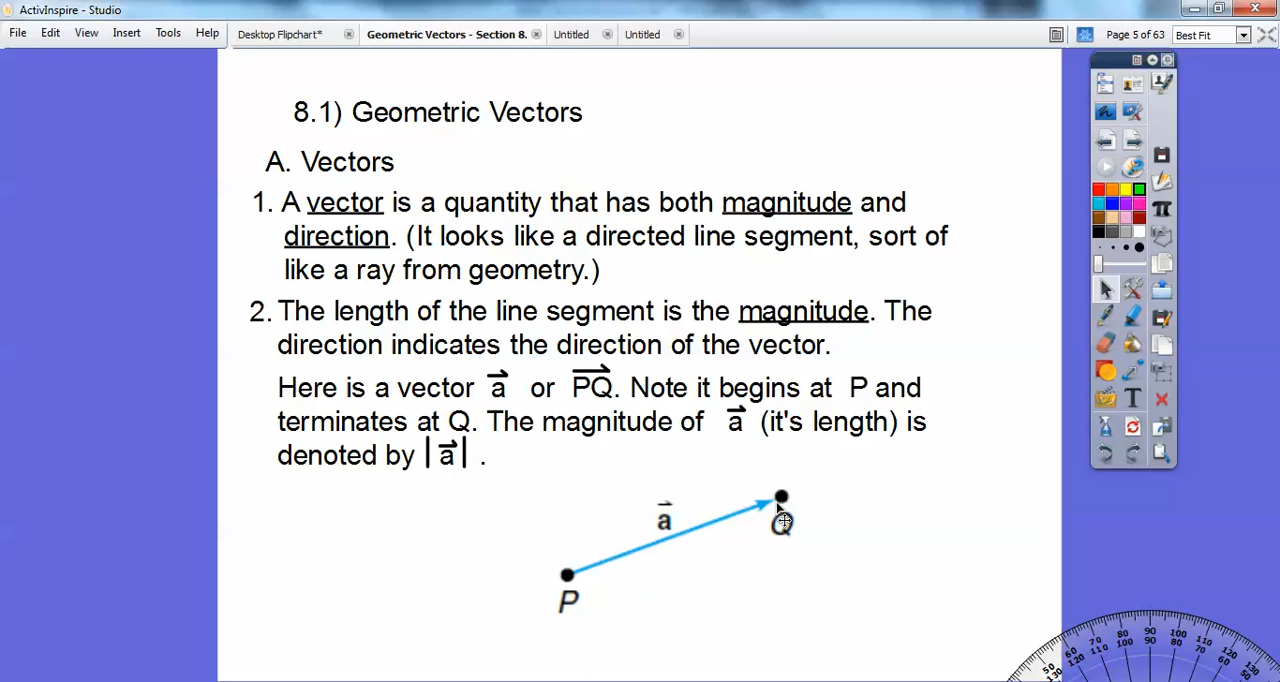 ActivInspire - Studio
File Edit View Insert Tools Help
Desktop Flipchart* Geometric Vectors - Section 8. Untitled Untitled
Page 5 of 63 Best Fit
8.1) Geometric Vectors
A. Vectors
1. A vector is a quantity that has both magnitude and
direction. (It looks like a directed line segment, sort of
like a ray from geometry.)
2. The length of the line segment is the magnitude. The
direction indicates the direction of the vector.
Here is a vector a⃗ or P⃗Q⃗. Note it begins at P and
terminates at Q. The magnitude of a⃗ (it's length) is
denoted by |a⃗| .
a⃗
Q
P